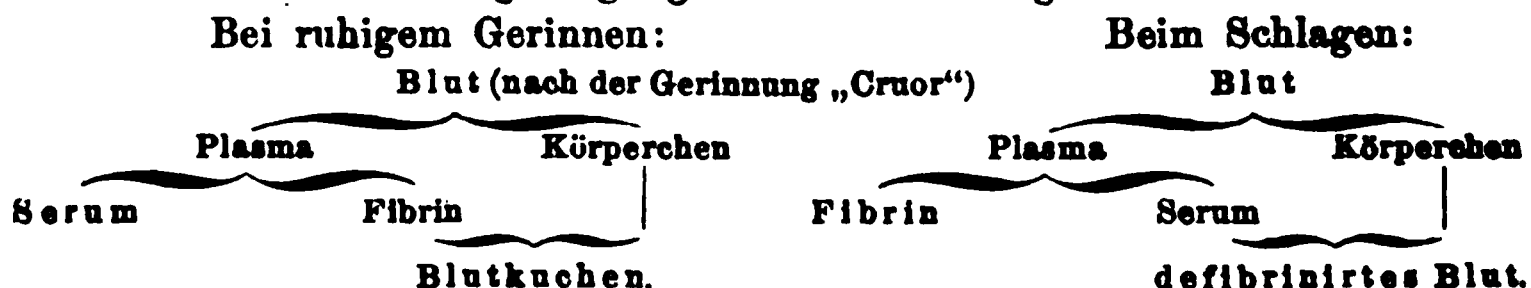 Bei ruhigem Gerinnen: Beim Schlagen:
Blut (nach der Gerinnung „Cruor“) Blut
Plasma Körperchen Plasma Körperchen
Serum Fibrin Fibrin Serum
Blutkuchen. defibrinirtes Blut.